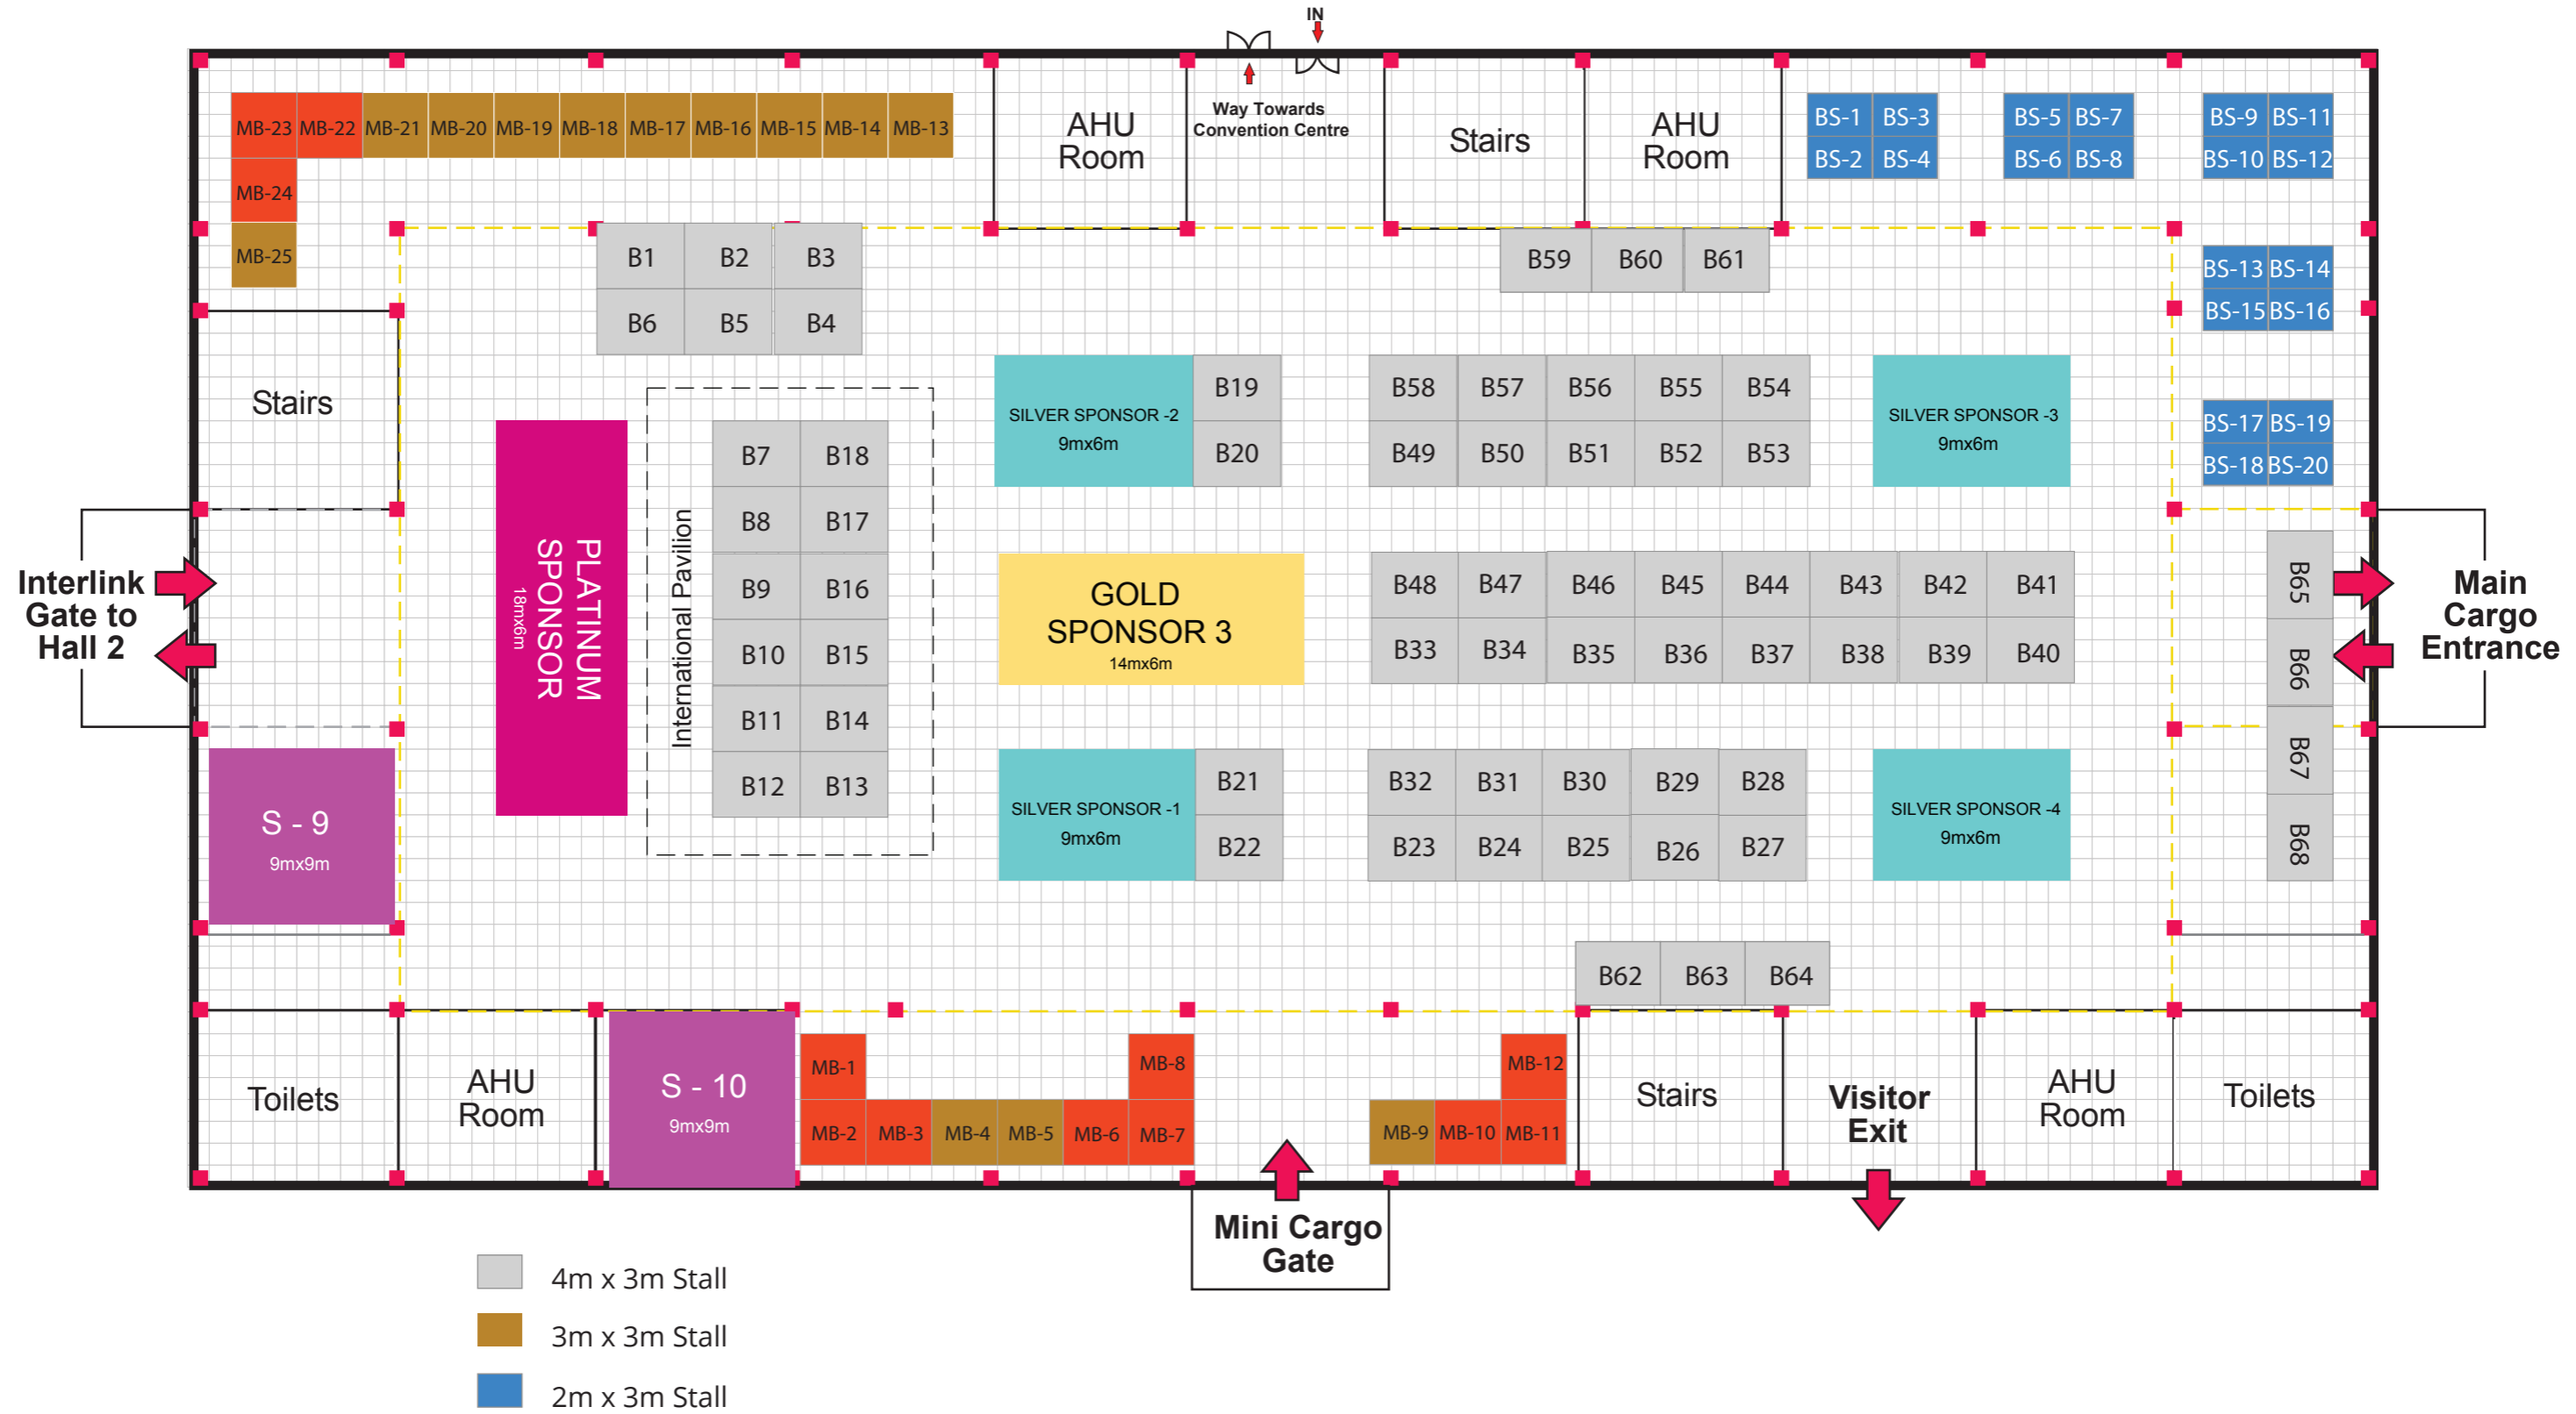 IN
Way Towards
Convention Centre
MB-23 MB-22 MB-21 MB-20 MB-19 MB-18 MB-17 MB-16 MB-15 MB-14 MB-13
MB-24
MB-25
AHU
Room
Stairs
AHU
Room
BS-1 BS-3
BS-2 BS-4
BS-5 BS-7
BS-6 BS-8
BS-9 BS-11
BS-10 BS-12
B1 B2 B3
B6 B5 B4
B59 B60 B61
BS-13 BS-14
BS-15 BS-16
Stairs
SILVER SPONSOR -2
9mx6m
B19
B20
B58 B57 B56 B55 B54
B49 B50 B51 B52 B53
SILVER SPONSOR -3
9mx6m
BS-17 BS-19
BS-18 BS-20
PLATINUM
SPONSOR
18mx6m
International Pavilion
B7 B18
B8 B17
B9 B16
B10 B15
B11 B14
B12 B13
Interlink
Gate to
Hall 2
GOLD
SPONSOR 3
14mx6m
B48 B47 B46 B45 B44 B43 B42 B41
B33 B34 B35 B36 B37 B38 B39 B40
B65
B66
B67
B68
Main
Cargo
Entrance
S - 9
9mx9m
SILVER SPONSOR -1
9mx6m
B21
B22
B32 B31 B30 B29 B28
B23 B24 B25 B26 B27
SILVER SPONSOR -4
9mx6m
B62 B63 B64
Toilets
AHU
Room
S - 10
9mx9m
MB-1
MB-2 MB-3 MB-4 MB-5 MB-6 MB-7
MB-8
MB-12
MB-9 MB-10 MB-11
Stairs
Visitor
Exit
AHU
Room
Toilets
Mini Cargo
Gate
4m x 3m Stall
3m x 3m Stall
2m x 3m Stall